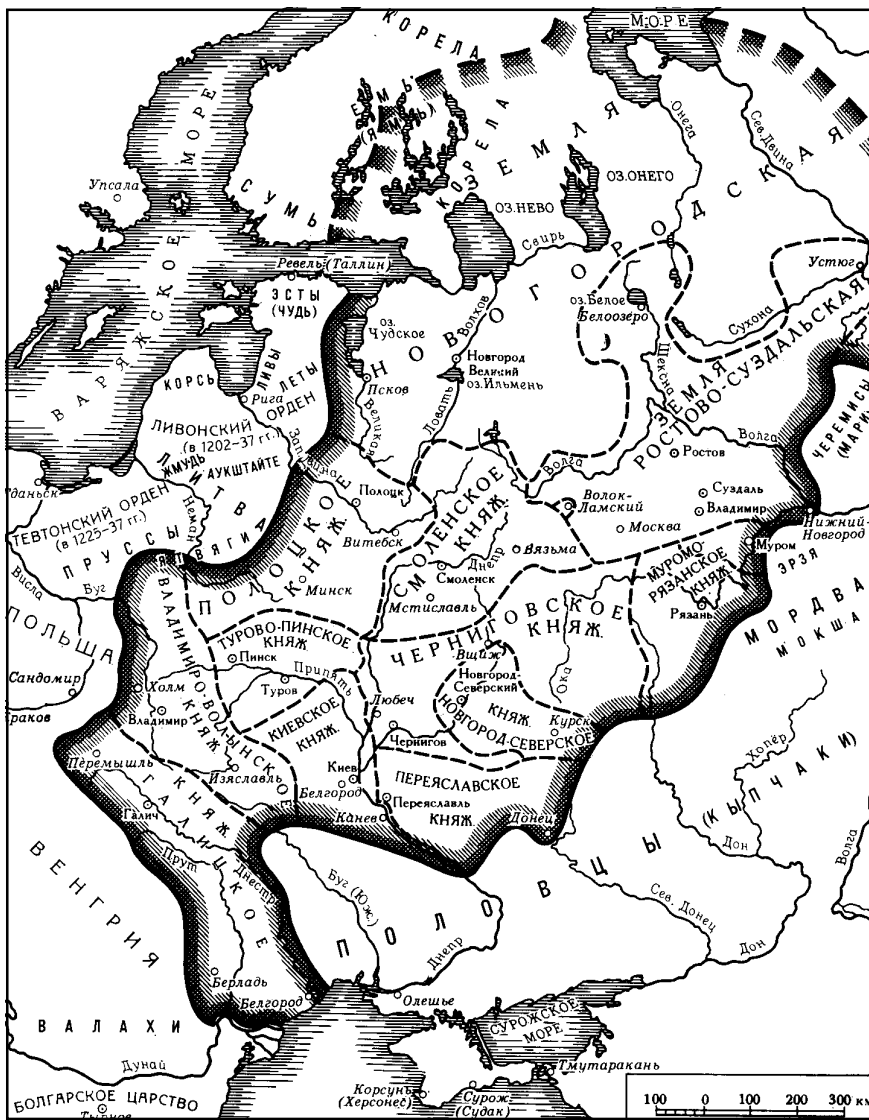 МОРЕ
КОРЕЛА
ЕМЬ
(ЯМЬ)
КОРЕЛА
ЗЕМЛЯ
Онега
Сев. Двина
НОВГОРОДСКАЯ
ОЗ. ОНЕГО
ОЗ. НЕВО
Свирь
Упсала
СУМЬ
ВАРЯЖСКОЕ МОРЕ
Ревель (Таллин)
ЭСТЫ
(ЧУДЬ)
оз.
Чудское
Волхов
оз. Белое
Белоозеро
Устюг
Сухона
Шексна
Новгород
Великий
оз. Ильмень
Псков
Великая
Ловать
КОРСЬ
ЛИВЫ
ЛЕТЫ
Рига
ОРДЕН
ЛИВОНСКИЙ
(в 1202–37 гг.)
ЖМУДЬ
АУКШТАЙТЕ
ЛИТВА
Зап. Двина
ЗЕМЛЯ
РОСТОВО-СУЗДАЛЬСКАЯ
Волга
Волга
Ростов
ЧЕРЕМИСЫ
(МАРИ)
Гданьск
ТЕВТОНСКИЙ ОРДЕН
(в 1225–37 гг.)
Неман
ПРУССЫ
ЯТВЯГИ
Полоцк
ПОЛОЦКОЕ
КНЯЖ.
Витебск
Минск
СМОЛЕНСКОЕ
КНЯЖ.
Днепр
Смоленск
Мстиславль
Вязьма
Волок-
Ламский
Суздаль
Владимир
Москва
Нижний-
Новгород
Муром
МУРОМО-
РЯЗАНСКОЕ
КНЯЖ.
Рязань
ЭРЗЯ
МОРДВА
МОКША
Висла
Буг
ПОЛЬША
Сандомир
Краков
Холм
Владимир
ВЛАДИМИРО-ВОЛЫНСКОЕ
КНЯЖ.
Изяславль
ТУРОВО-ПИНСКОЕ
КНЯЖ.
Пинск
Припять
Туров
КИЕВСКОЕ
КНЯЖ.
Киев
Белгород
Канев
ЧЕРНИГОВСКОЕ
КНЯЖ.
Вщиж
Новгород-
Северский
Ока
Любеч
Чернигов
КНЯЖ.
НОВГОРОД-СЕВЕРСКОЕ
Курск
ПЕРЕЯСЛАВСКОЕ
Переяславль
КНЯЖ.
Донец
Перемышль
Галич
КНЯЖ.
ГАЛИЦКОЕ
Прут
Днестр
ВЕНГРИЯ
Берладь
Белгород
ВАЛАХИ
Дунай
БОЛГАРСКОЕ ЦАРСТВО
Тырнов
Буг (Юж.)
Днепр
ПОЛОВЦЫ
(КЫПЧАКИ)
Хопёр
Дон
Волга
Сев. Донец
Дон
Олешье
СУРОЖСКОЕ
МОРЕ
Тмутаракань
Корсунь
(Херсонес)
Сурож
(Судак)
100 0 100 200 300 км